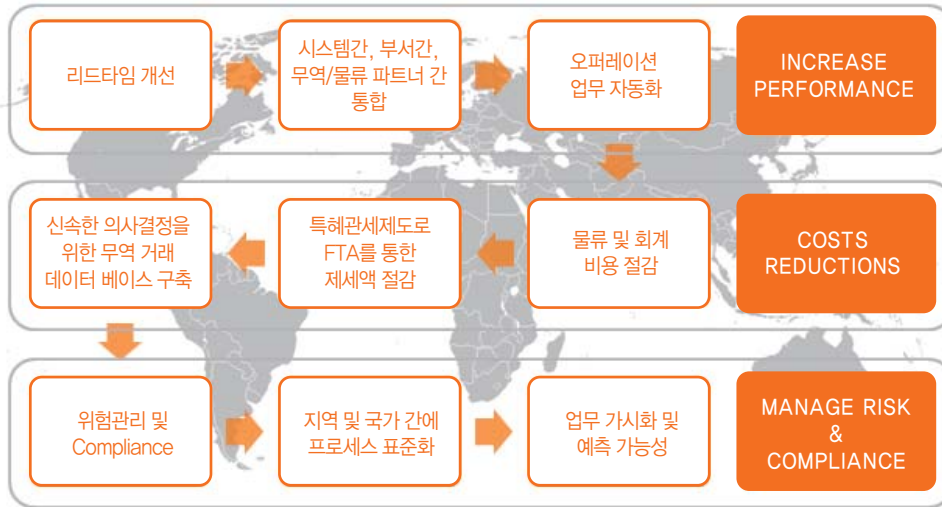 리드타임 개선
시스템간, 부서간,
무역/물류 파트너 간
통합
오퍼레이션
업무 자동화
INCREASE
PERFORMANCE
신속한 의사결정을
위한 무역 거래
데이터 베이스 구축
특혜관세제도로
FTA를 통한
제세액 절감
물류 및 회계
비용 절감
COSTS
REDUCTIONS
위험관리 및
Compliance
지역 및 국가 간에
프로세스 표준화
업무 가시화 및
예측 가능성
MANAGE RISK
&
COMPLIANCE